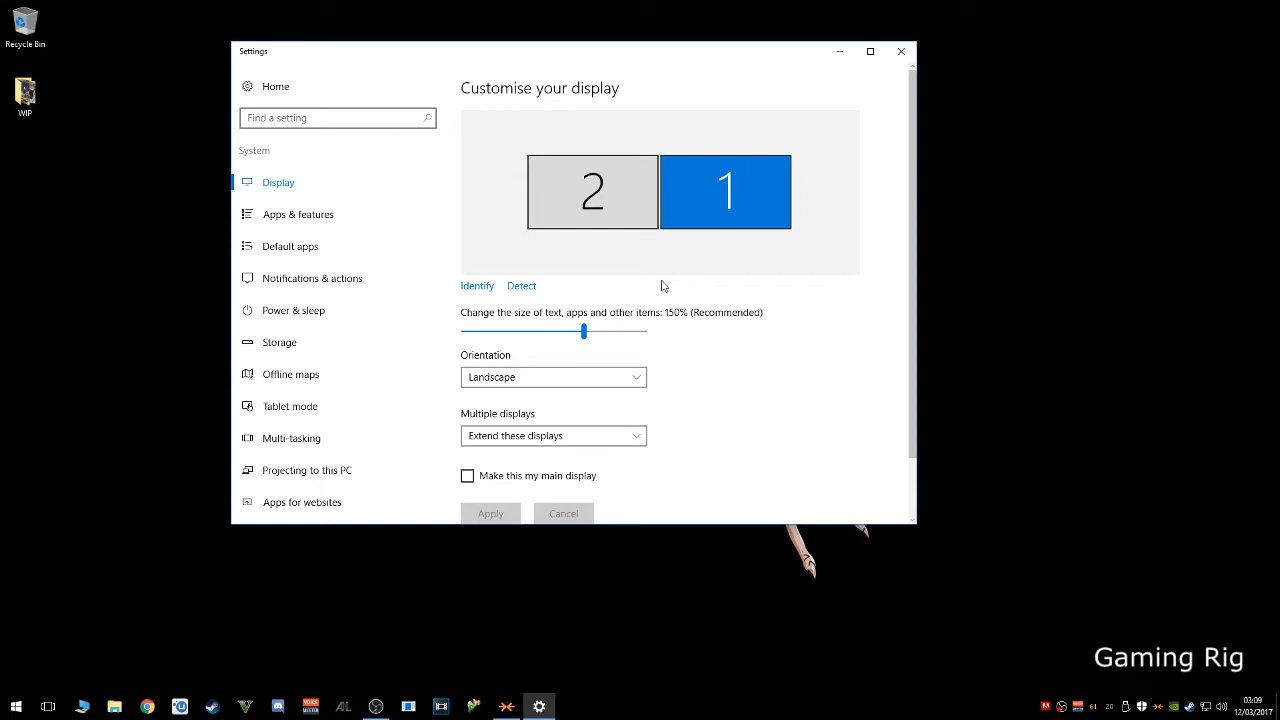 Recycle Bin
WIP
Settings
Home
Find a setting
System
Display
Apps & features
Default apps
Notifications & actions
Power & sleep
Storage
Offline maps
Tablet mode
Multi-tasking
Projecting to this PC
Apps for websites
Customise your display
2
1
Identify Detect
Change the size of text, apps and other items: 150% (Recommended)
Orientation
Landscape
Multiple displays
Extend these displays
Make this my main display
Apply Cancel
Gaming Rig
61 20
03:09
12/03/2017